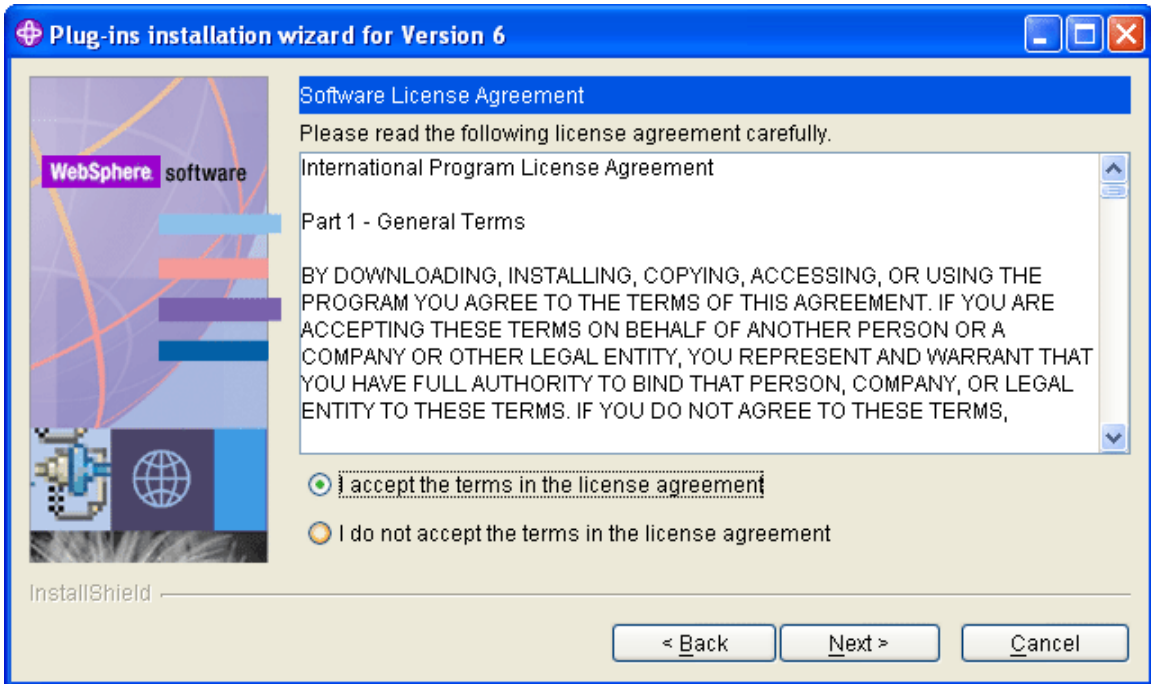 Plug-ins installation wizard for Version 6
WebSphere software
Software License Agreement
Please read the following license agreement carefully.
International Program License Agreement
Part 1 - General Terms
BY DOWNLOADING, INSTALLING, COPYING, ACCESSING, OR USING THE
PROGRAM YOU AGREE TO THE TERMS OF THIS AGREEMENT. IF YOU ARE
ACCEPTING THESE TERMS ON BEHALF OF ANOTHER PERSON OR A
COMPANY OR OTHER LEGAL ENTITY, YOU REPRESENT AND WARRANT THAT
YOU HAVE FULL AUTHORITY TO BIND THAT PERSON, COMPANY, OR LEGAL
ENTITY TO THESE TERMS. IF YOU DO NOT AGREE TO THESE TERMS,
I accept the terms in the license agreement
I do not accept the terms in the license agreement
InstallShield
< Back Next > Cancel